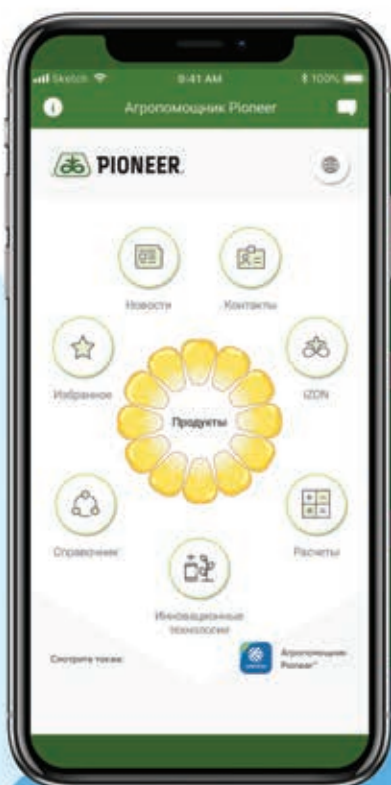 Sketch 9:41 AM 100%
Агропомощник Pioneer
PIONEER.
Новости
Контакты
Избранное
iZON
Продукты
Справочник
Расчеты
Инновационные
технологии
Смотрите также:
Агропомощник
Pioneer™